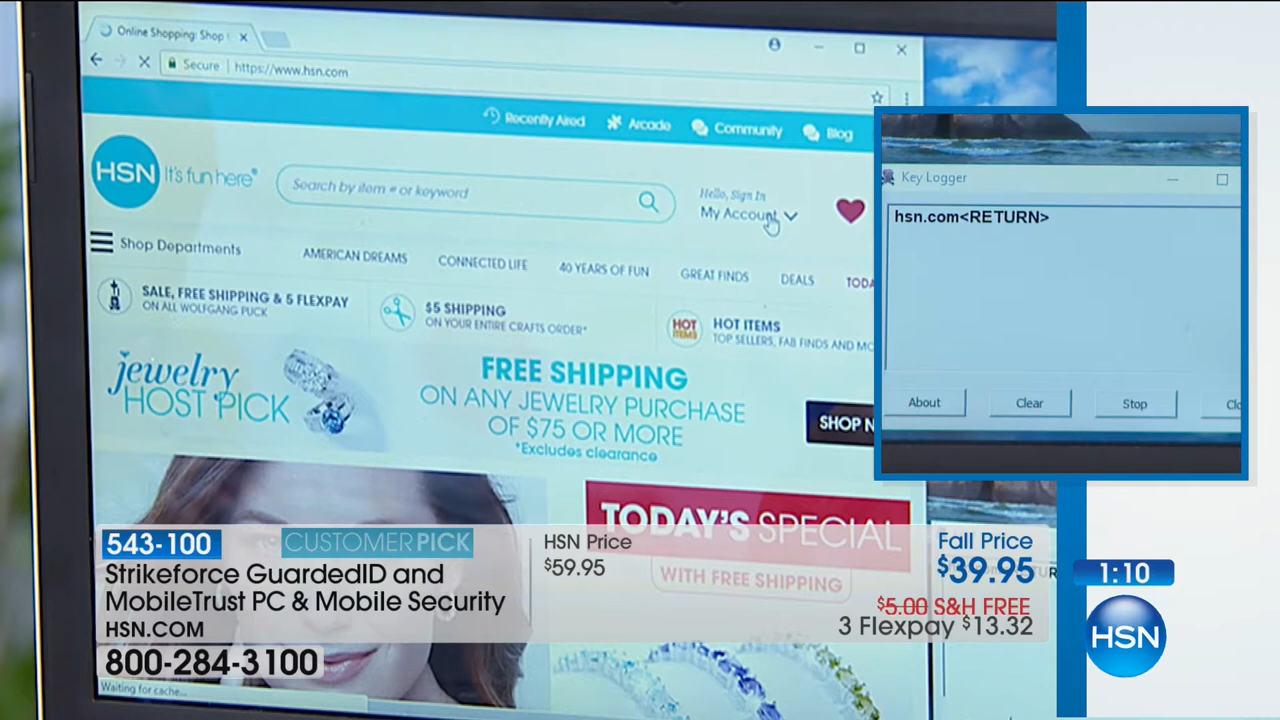 Online Shopping: Shop
Secure https://www.hsn.com
Recently Aired Arcade Community Blog
HSN It's fun here®
Search by item # or keyword
Hello, Sign In
My Account
Shop Departments
AMERICAN DREAMS CONNECTED LIFE 40 YEARS OF FUN GREAT FINDS DEALS TODA
SALE, FREE SHIPPING & 5 FLEXPAY
ON ALL WOLFGANG PUCK
$5 SHIPPING
ON YOUR ENTIRE CRAFTS ORDER*
HOT ITEMS
HOT ITEMS
TOP SELLERS, FAB FINDS AND MO
jewelry
HOST PICK
FREE SHIPPING
ON ANY JEWELRY PURCHASE
OF $75 OR MORE
*Excludes clearance
SHOP N
TODAY'S SPECIAL
WITH FREE SHIPPING
Key Logger
hsn.com<RETURN>
About Clear Stop Clo
543-100 CUSTOMER PICK
Strikeforce GuardedID and
MobileTrust PC & Mobile Security
HSN.COM
800-284-3100
HSN Price
$59.95
Fall Price
$39.95
$5.00 S&H FREE
3 Flexpay $13.32
1:10
HSN
Waiting for cache...